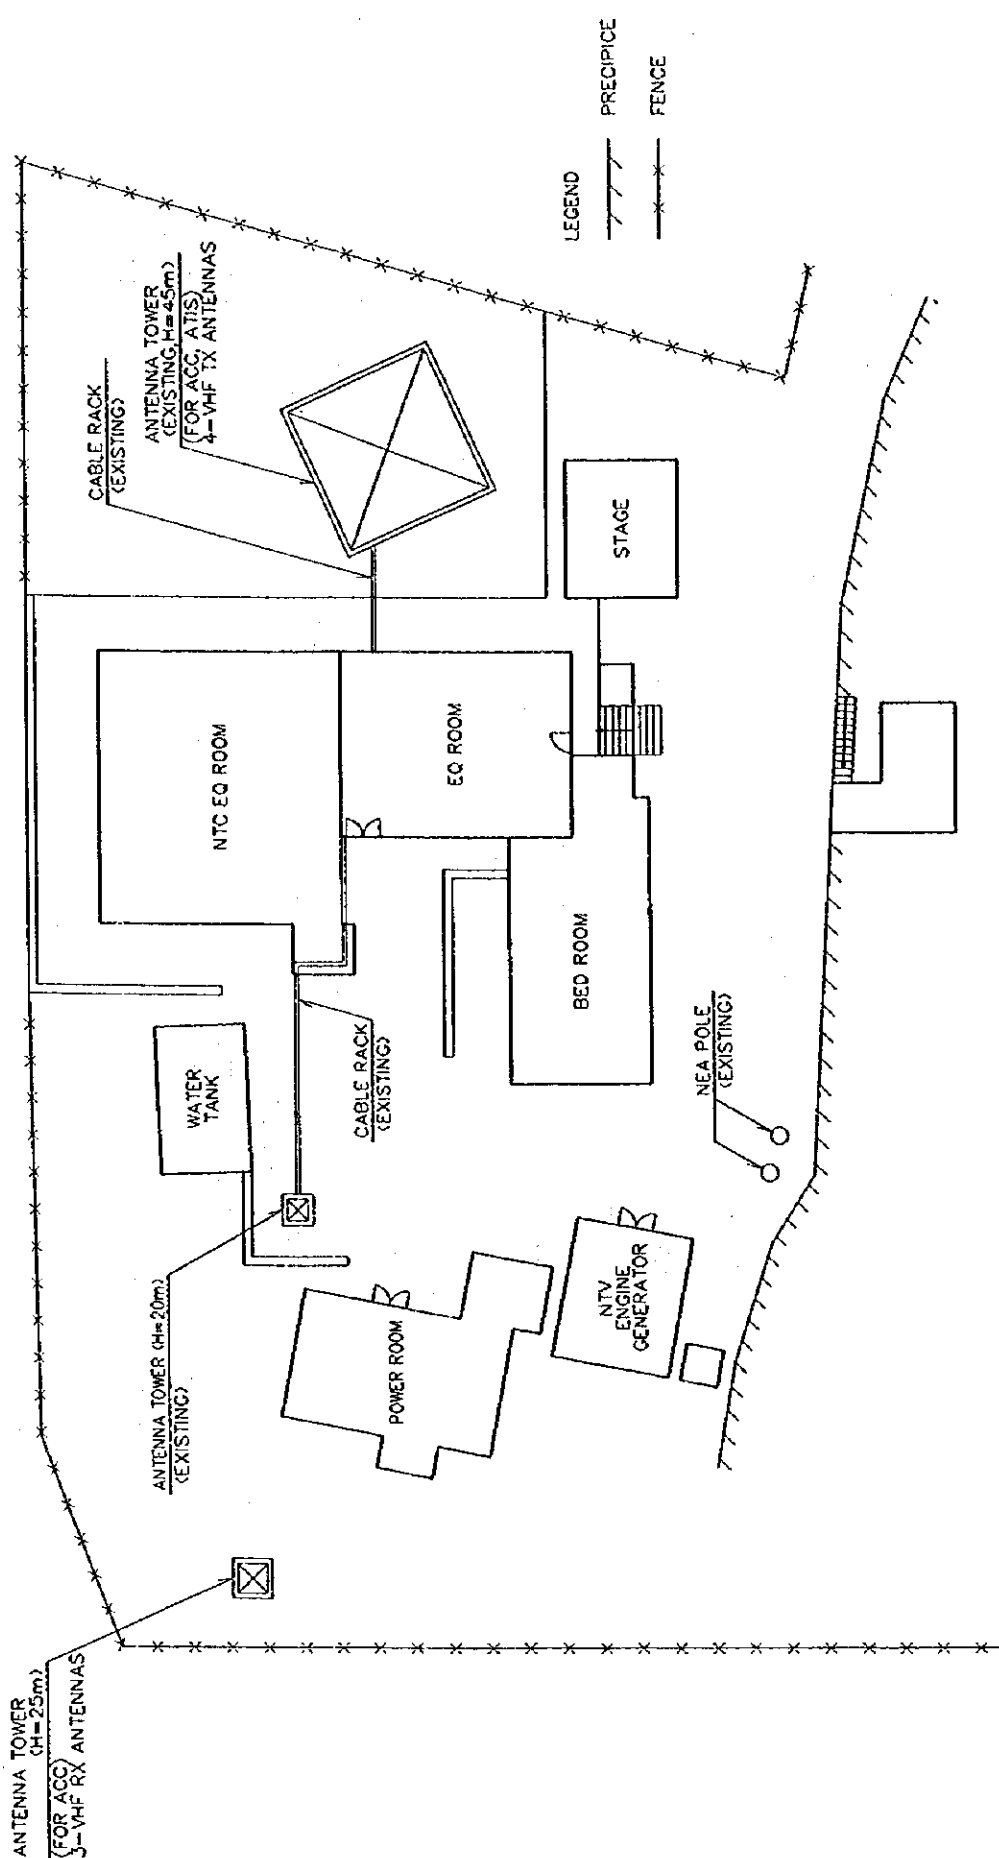 ANTENNA TOWER
(H=25m)
(FOR ACC)
3-VHF RX ANTENNAS
ANTENNA TOWER (H=20m)
(EXISTING)
WATER
TANK
CABLE RACK
(EXISTING)
NTC EQ ROOM
CABLE RACK
(EXISTING)
ANTENNA TOWER
(EXISTING,H=45m)
(FOR ACC, ATIS)
4-VHF TX ANTENNAS
POWER ROOM
NTV
ENGINE
GENERATOR
NEA POLE
(EXISTING)
BED ROOM
EQ ROOM
STAGE
LEGEND
PRECIPICE
FENCE